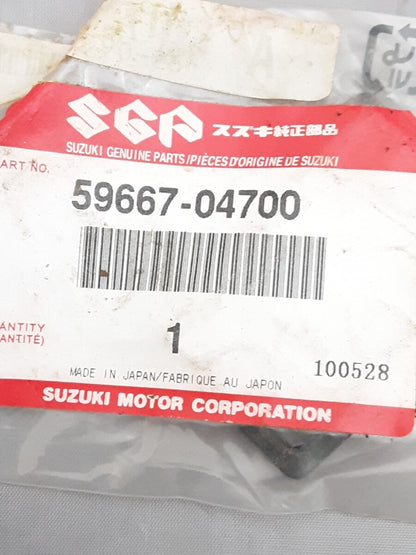 SGP スズキ純正部品
SUZUKI GENUINE PARTS/PIÈCES D'ORIGINE DE SUZUKI
ART NO.
59667-04700
ANTITY
ANTITÉ)
1
MADE IN JAPAN/FABRIQUE AU JAPON
100528
SUZUKI MOTOR CORPORATION